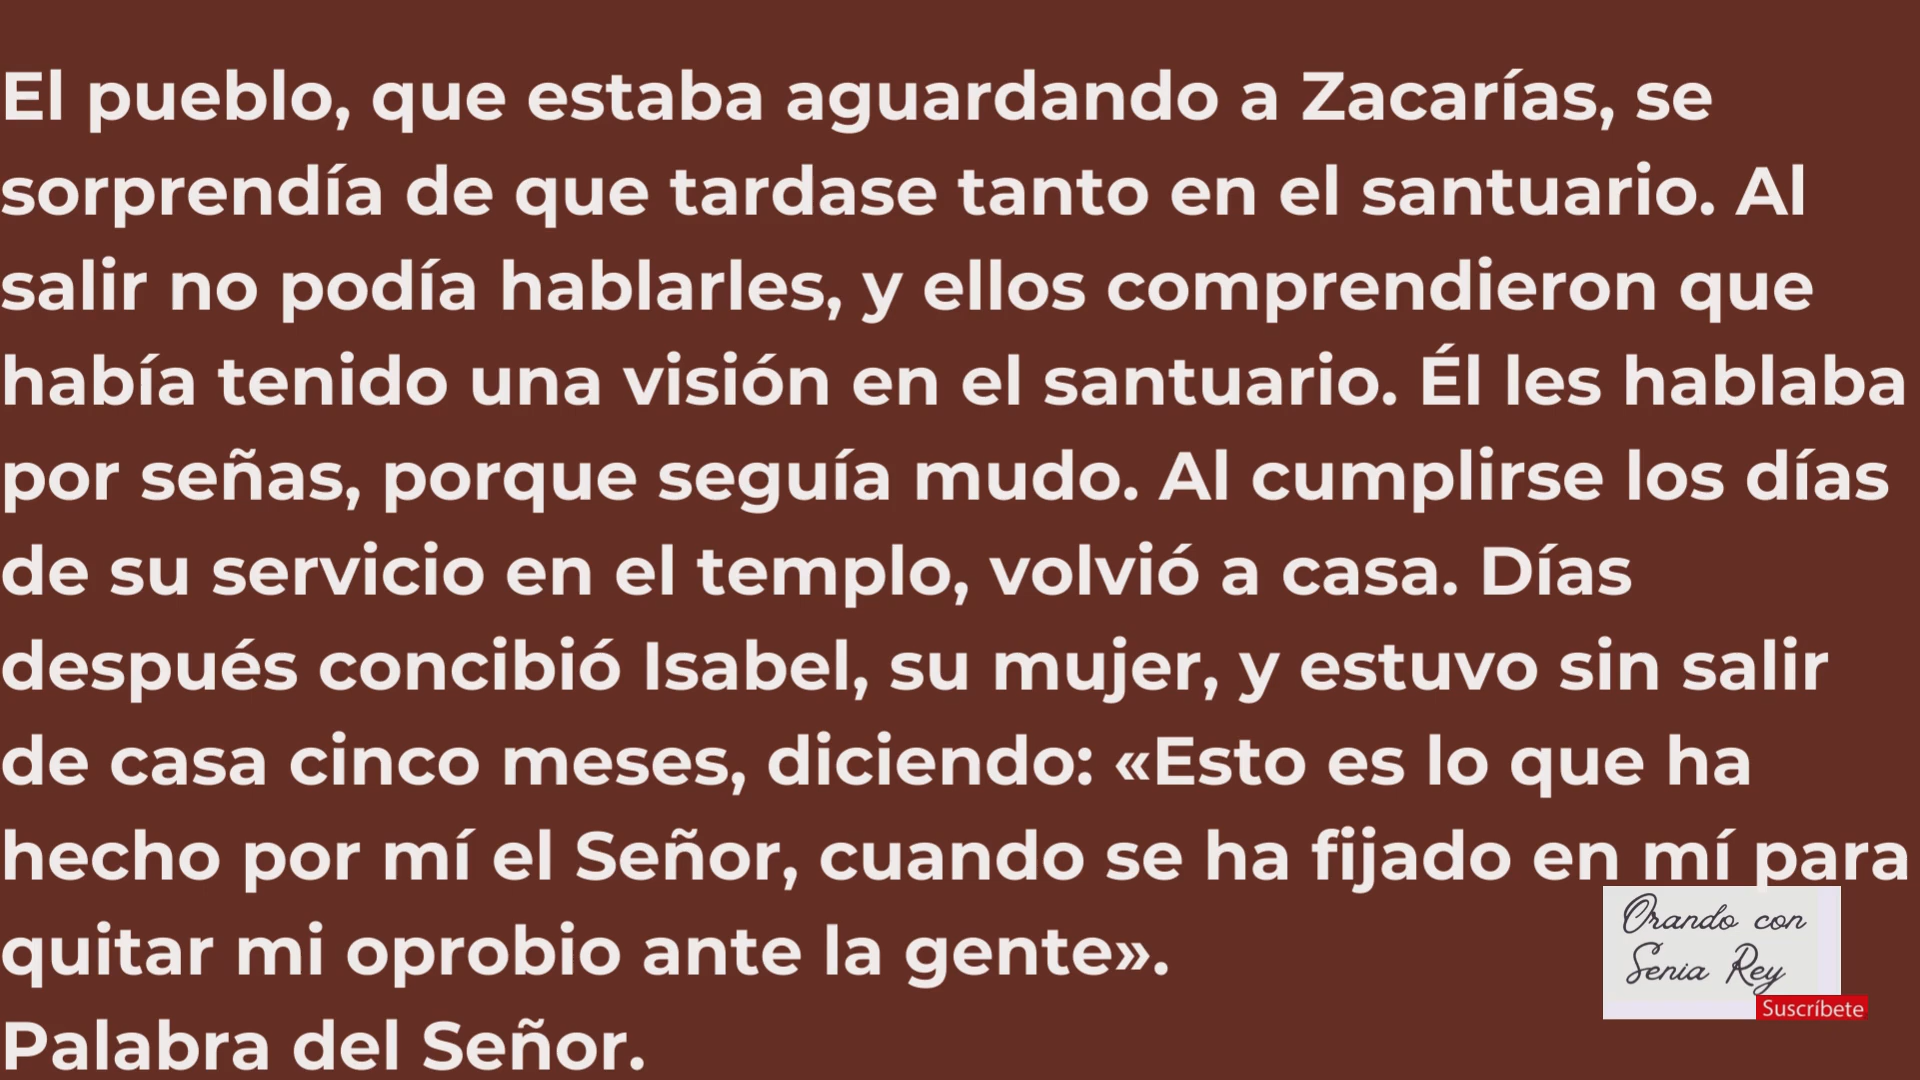 El pueblo, que estaba aguardando a Zacarías, se
sorprendía de que tardase tanto en el santuario. Al
salir no podía hablarles, y ellos comprendieron que
había tenido una visión en el santuario. Él les hablaba
por señas, porque seguía mudo. Al cumplirse los días
de su servicio en el templo, volvió a casa. Días
después concibió Isabel, su mujer, y estuvo sin salir
de casa cinco meses, diciendo: «Esto es lo que ha
hecho por mí el Señor, cuando se ha fijado en mí para
quitar mi oprobio ante la gente».
Palabra del Señor.
Orando con
Senia Rey
Suscríbete